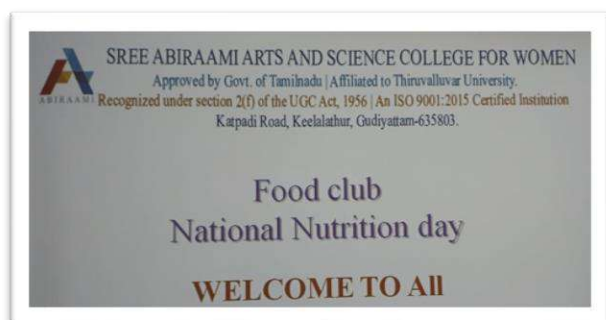 SREE ABIRAAMI ARTS AND SCIENCE COLLEGE FOR WOMEN
Approved by Govt. of Tamilnadu | Affiliated to Thiruvalluvar University.
ABIRAAMI Recognized under section 2(f) of the UGC Act, 1956 | An ISO 9001:2015 Certified Institution
Katpadi Road, Keelalathur, Gudiyattam-635803.
Food club
National Nutrition day
WELCOME TO All